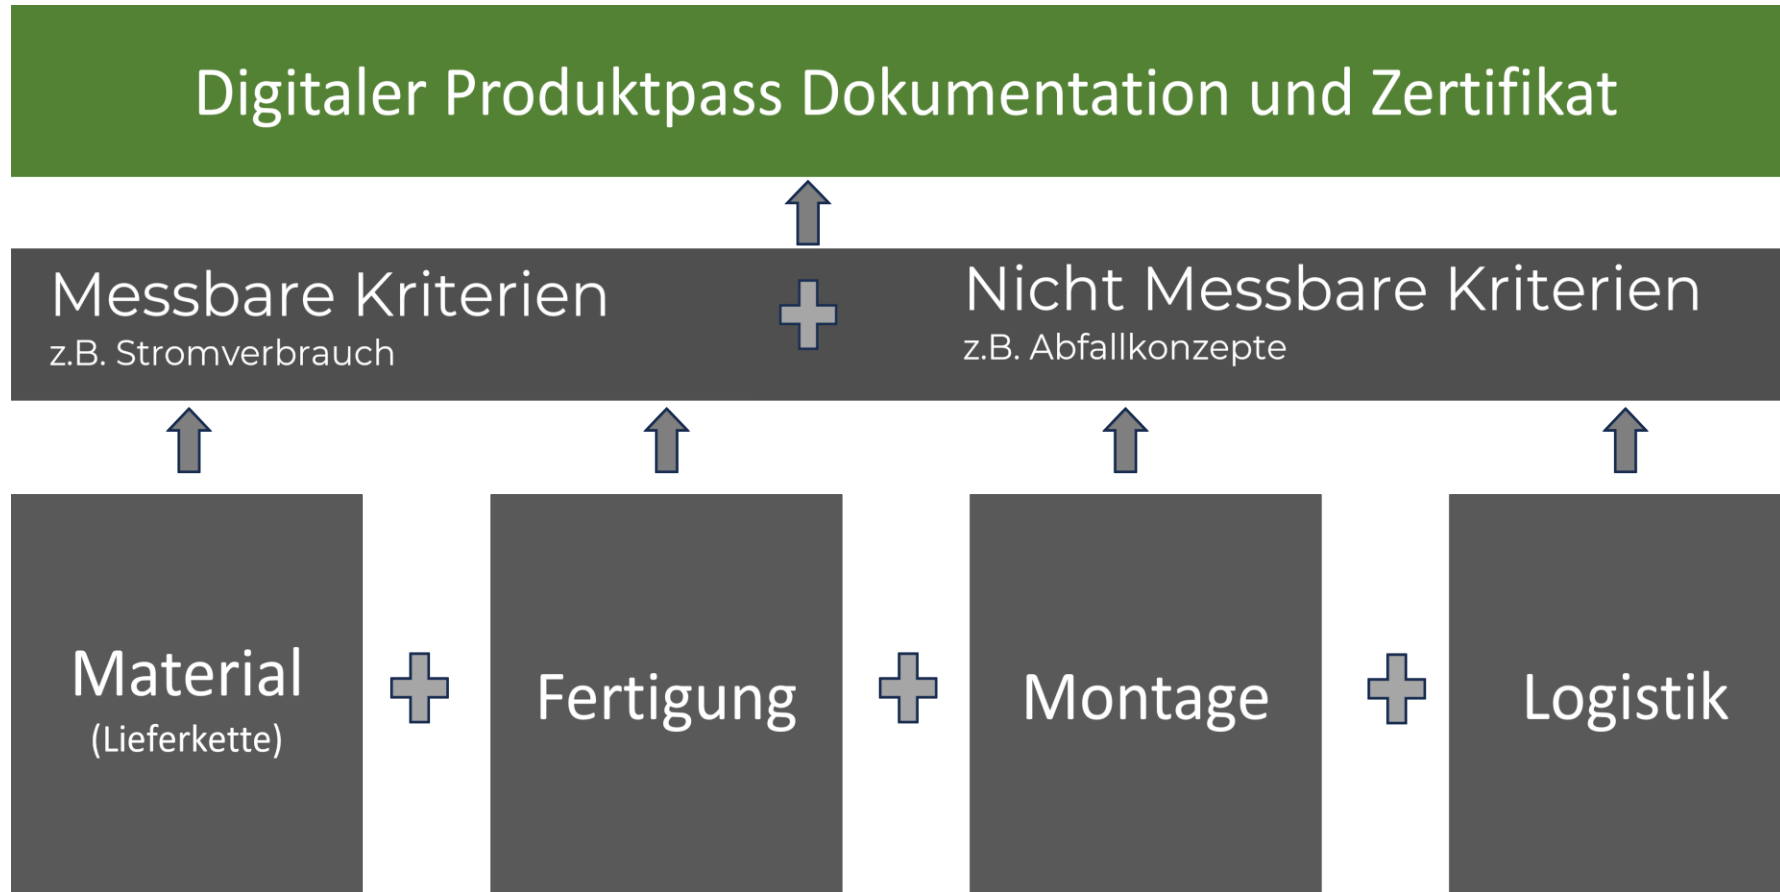 Digitaler Produktpass Dokumentation und Zertifikat
Messbare Kriterien
z.B. Stromverbrauch
Nicht Messbare Kriterien
z.B. Abfallkonzepte
Material
(Lieferkette)
Fertigung
Montage
Logistik